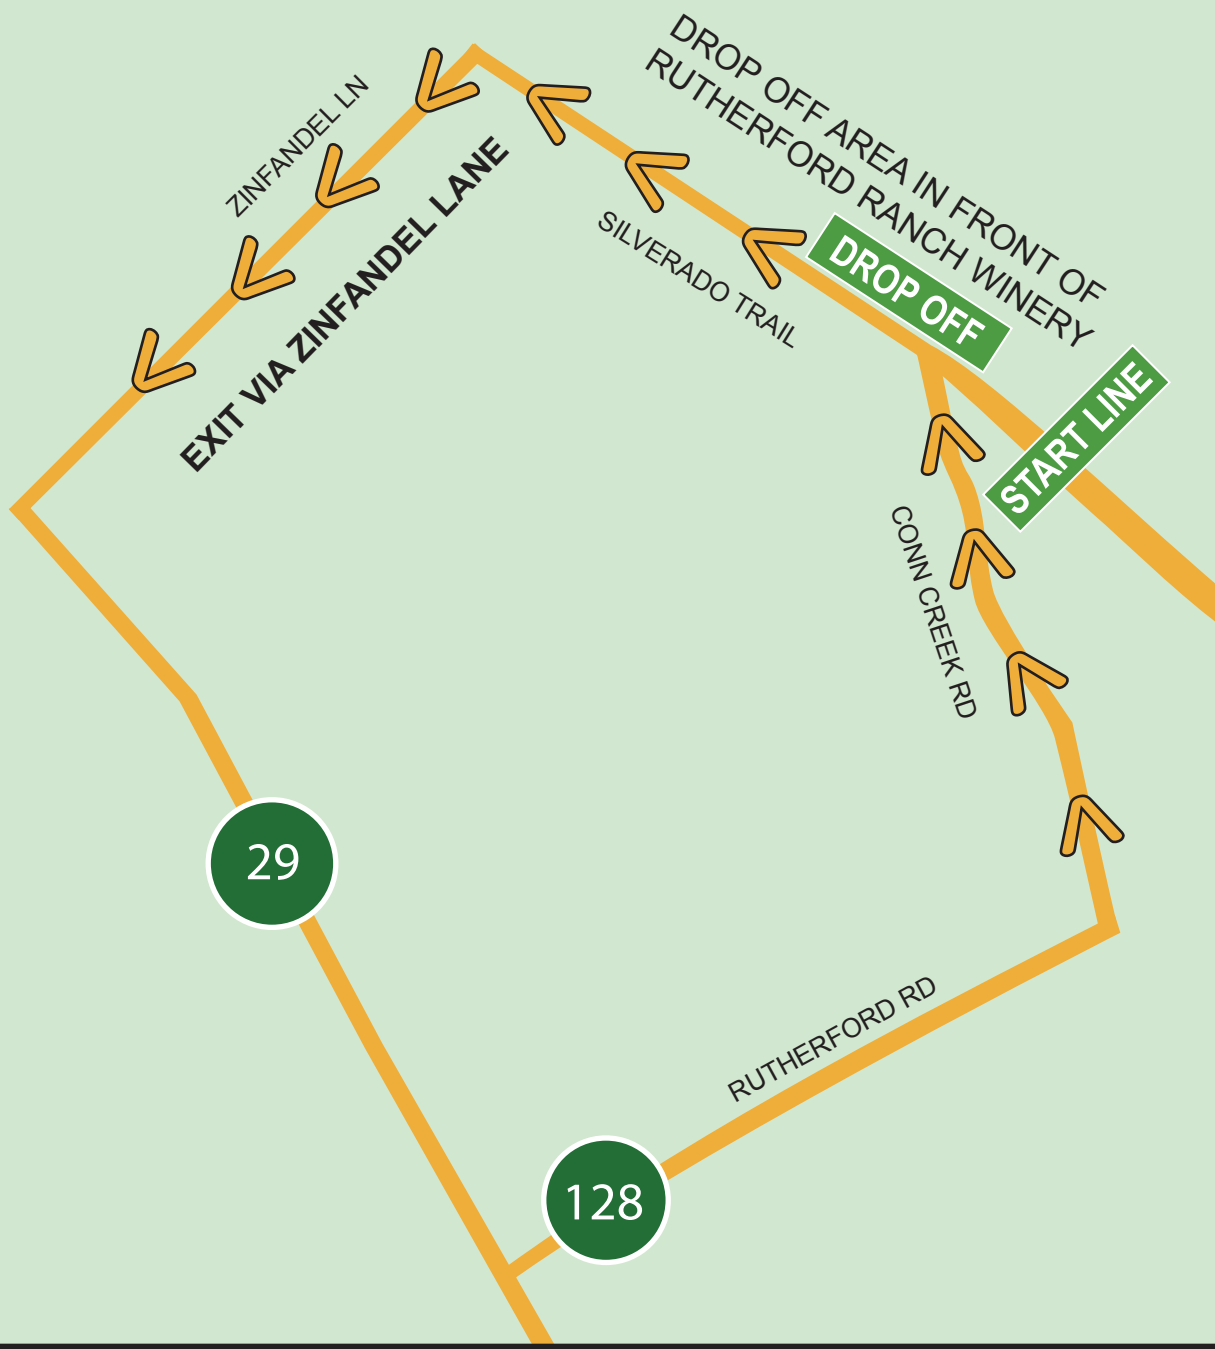 DROP OFF AREA IN FRONT OF
RUTHERFORD RANCH WINERY
ZINFANDEL LN
EXIT VIA ZINFANDEL LANE
SILVERADO TRAIL
DROP OFF
START LINE
CONN CREEK RD
29
RUTHERFORD RD
128